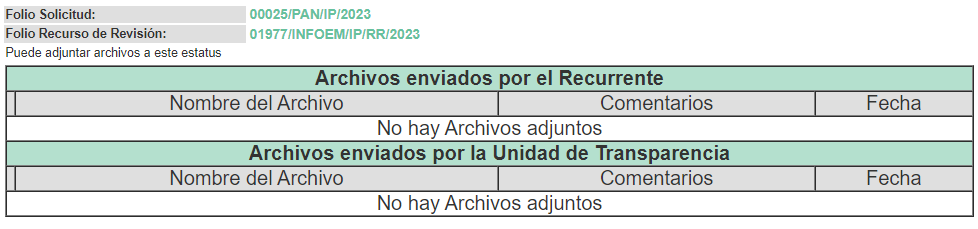 Folio Solicitud: 00025/PAN/IP/2023
Folio Recurso de Revisión: 01977/INFOEM/IP/RR/2023
Puede adjuntar archivos a este estatus
Archivos enviados por el Recurrente
Nombre del Archivo Comentarios Fecha
No hay Archivos adjuntos
Archivos enviados por la Unidad de Transparencia
Nombre del Archivo Comentarios Fecha
No hay Archivos adjuntos